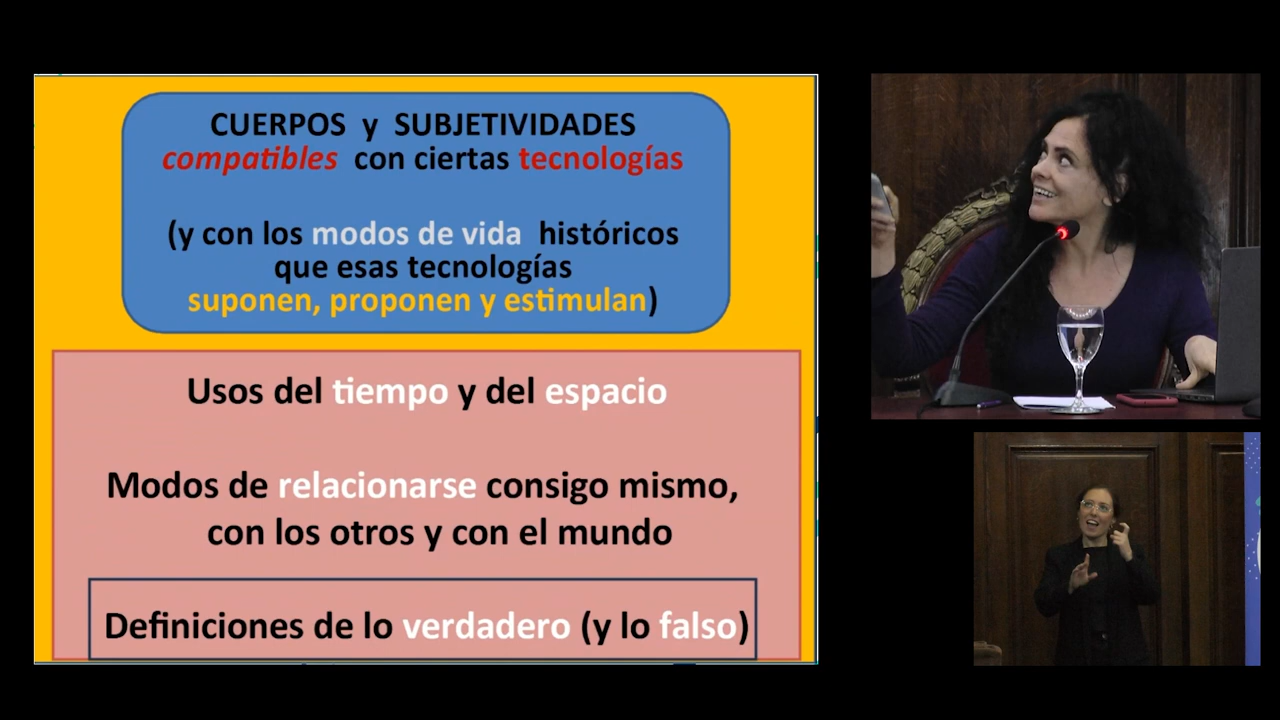 CUERPOS y SUBJETIVIDADES
compatibles con ciertas tecnologías
(y con los modos de vida históricos
que esas tecnologías
suponen, proponen y estimulan)
Usos del tiempo y del espacio
Modos de relacionarse consigo mismo,
con los otros y con el mundo
Definiciones de lo verdadero (y lo falso)